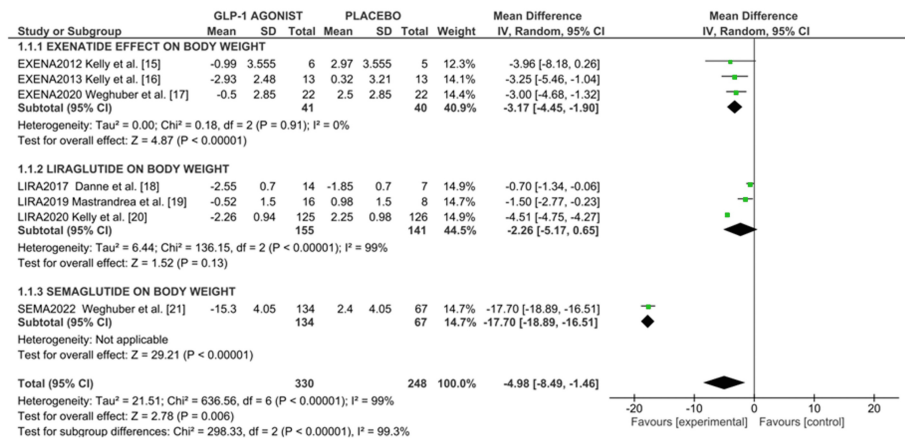 GLP-1 AGONIST PLACEBO Mean Difference Mean Difference
Study or Subgroup Mean SD Total Mean SD Total Weight IV, Random, 95% CI IV, Random, 95% CI
1.1.1 EXENATIDE EFFECT ON BODY WEIGHT
EXENA2012 Kelly et al. [15] -0.99 3.555 6 2.97 3.555 5 12.3% -3.96 [-8.18, 0.26]
EXENA2013 Kelly et al. [16] -2.93 2.48 13 0.32 3.21 13 13.6% -3.25 [-5.46, -1.04]
EXENA2020 Weghuber et al. [17] -0.5 2.85 22 2.5 2.85 22 14.4% -3.00 [-4.68, -1.32]
Subtotal (95% CI) 41 40 40.9% -3.17 [-4.45, -1.90]
Heterogeneity: Tau² = 0.00; Chi² = 0.18, df = 2 (P = 0.91); I² = 0%
Test for overall effect: Z = 4.87 (P < 0.00001)
1.1.2 LIRAGLUTIDE ON BODY WEIGHT
LIRA2017 Danne et al. [18] -2.55 0.7 14 -1.85 0.7 7 14.9% -0.70 [-1.34, -0.06]
LIRA2019 Mastrandrea et al. [19] -0.52 1.5 16 0.98 1.5 8 14.7% -1.50 [-2.77, -0.23]
LIRA2020 Kelly et al. [20] -2.26 0.94 125 2.25 0.98 126 14.9% -4.51 [-4.75, -4.27]
Subtotal (95% CI) 155 141 44.5% -2.26 [-5.17, 0.65]
Heterogeneity: Tau² = 6.44; Chi² = 136.15, df = 2 (P < 0.00001); I² = 99%
Test for overall effect: Z = 1.52 (P = 0.13)
1.1.3 SEMAGLUTIDE ON BODY WEIGHT
SEMA2022 Weghuber et al. [21] -15.3 4.05 134 2.4 4.05 67 14.7% -17.70 [-18.89, -16.51]
Subtotal (95% CI) 134 67 14.7% -17.70 [-18.89, -16.51]
Heterogeneity: Not applicable
Test for overall effect: Z = 29.21 (P < 0.00001)
Total (95% CI) 330 248 100.0% -4.98 [-8.49, -1.46]
Heterogeneity: Tau² = 21.51; Chi² = 636.56, df = 6 (P < 0.00001); I² = 99%
Test for overall effect: Z = 2.78 (P = 0.006)
Test for subgroup differences: Chi² = 298.33, df = 2 (P < 0.00001), I² = 99.3%
-20 -10 0 10 20
Favours [experimental] Favours [control]